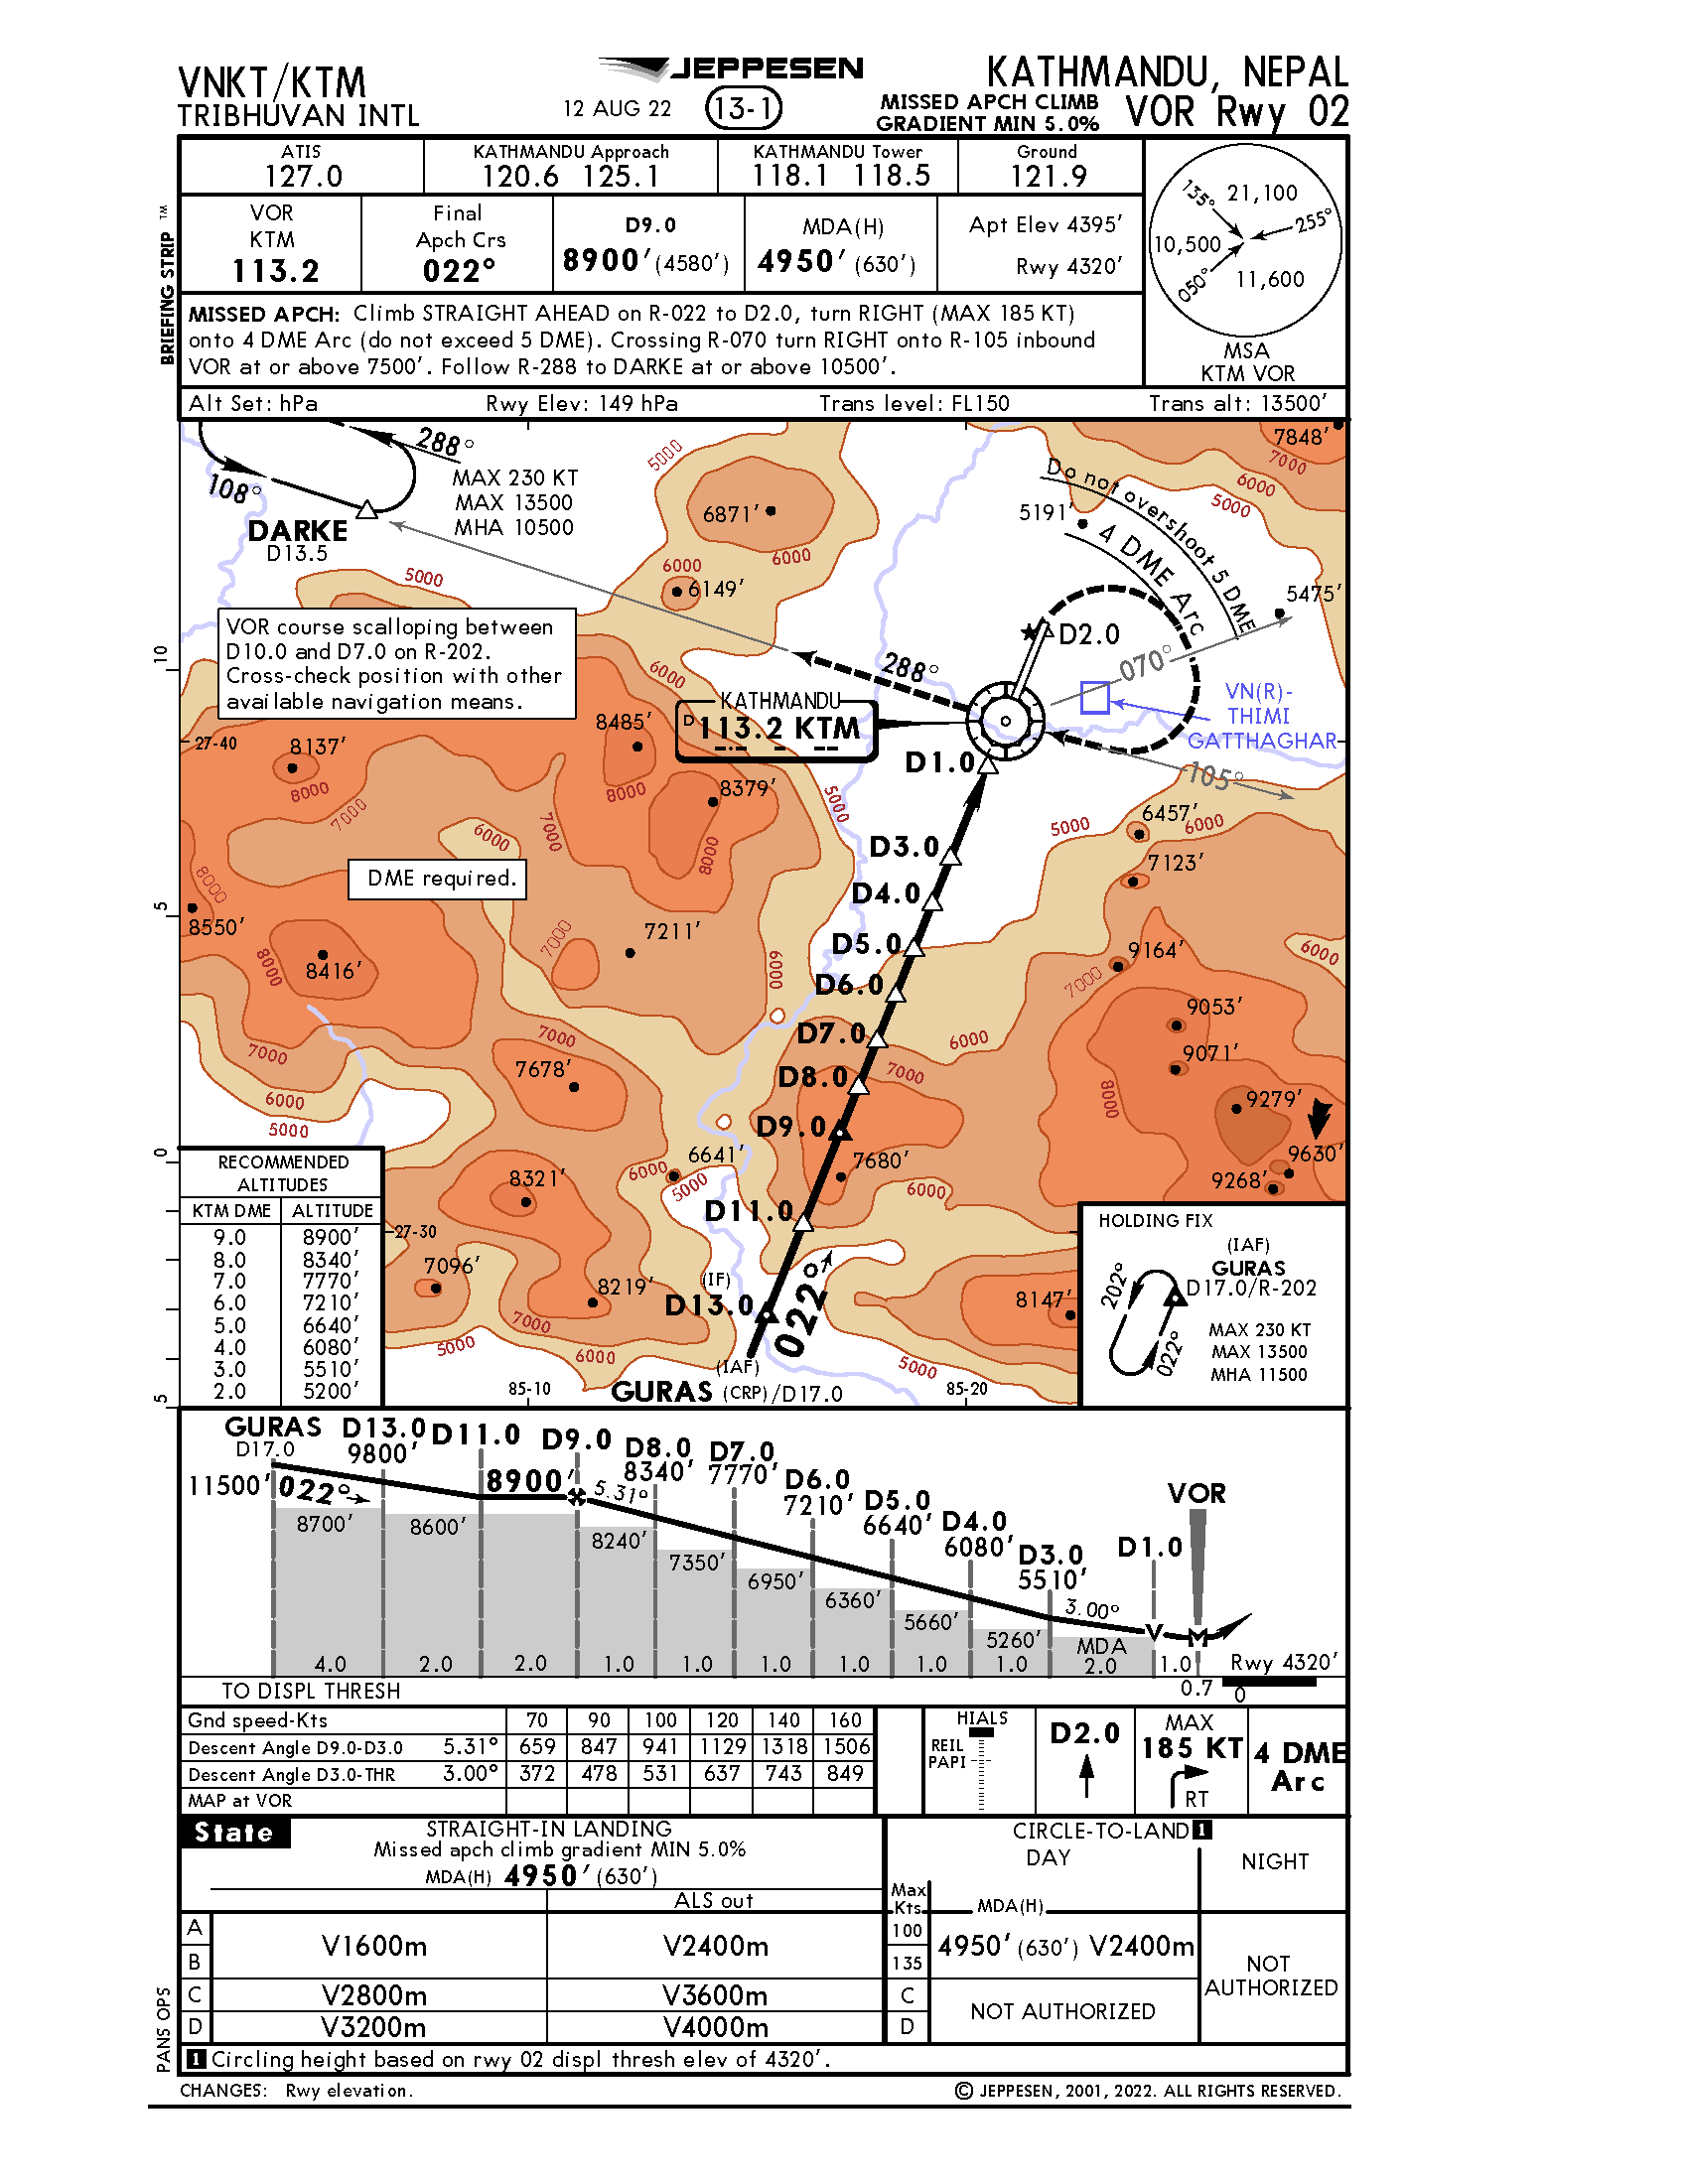 VNKT/KTM
TRIBHUVAN INTL
JEPPESEN
12 AUG 22
13-1
KATHMANDU, NEPAL
MISSED APCH CLIMB
GRADIENT MIN 5.0%
VOR Rwy 02
BRIEFING STRIP TM
ATIS
127.0
KATHMANDU Approach
120.6 125.1
KATHMANDU Tower
118.1 118.5
Ground
121.9
VOR
KTM
113.2
Final
Apch Crs
022°
D9.0
8900' (4580')
MDA(H)
4950' (630')
Apt Elev 4395'
Rwy 4320'
135°
21,100
255°
10,500
050°
11,600
MSA
KTM VOR
MISSED APCH: Climb STRAIGHT AHEAD on R-022 to D2.0, turn RIGHT (MAX 185 KT)
onto 4 DME Arc (do not exceed 5 DME). Crossing R-070 turn RIGHT onto R-105 inbound
VOR at or above 7500'. Follow R-288 to DARKE at or above 10500'.
Alt Set: hPa Rwy Elev: 149 hPa Trans level: FL150 Trans alt: 13500'
288°
108°
MAX 230 KT
MAX 13500
MHA 10500
DARKE
D13.5
5000
6871'
6000
6000
6149'
5000
7848'
7000
6000
5000
Do not overshoot 5 DME
4 DME Arc
5191'
5475'
VOR course scalloping between
D10.0 and D7.0 on R-202.
Cross-check position with other
available navigation means.
10
6000
288°
D2.0
070°
KATHMANDU
D 113.2 KTM
VN(R)-
THIMI
GATTHAGHAR
105°
27-40
8137'
8000
7000
8485'
8000
8379'
8000
7000
6000
5000
D1.0
D3.0
D4.0
D5.0
D6.0
D7.0
D8.0
D9.0
D11.0
DME required.
5
8000
8550'
8416'
8000
7211'
7000
6000
5000
6457'
6000
7123'
9164'
7000
6000
9053'
9071'
8000
9279'
9630'
9268'
6000
7000
7000
7000
7678'
6000
5000
6641'
6000
5000
7680'
6000
8321'
0
RECOMMENDED
ALTITUDES
KTM DME ALTITUDE
9.0 8900'
8.0 8340'
7.0 7770'
6.0 7210'
5.0 6640'
4.0 6080'
3.0 5510'
2.0 5200'
27-30
7096'
8219'
7000
6000
5000
(IF)
D13.0
022°
(IAF)
GURAS (CRP)/D17.0
85-10
85-20
8147'
5000
5
HOLDING FIX
(IAF)
GURAS
D17.0/R-202
202°
022°
MAX 230 KT
MAX 13500
MHA 11500
GURAS
D17.0
11500'
022°
D13.0
9800'
D11.0
8900'
D9.0
5.31°
D8.0
8340'
D7.0
7770'
D6.0
7210'
D5.0
6640'
D4.0
6080'
D3.0
5510'
3.00°
D1.0
VOR
8700'
8600'
8240'
7350'
6950'
6360'
5660'
5260'
MDA
V
M
4.0 2.0 2.0 1.0 1.0 1.0 1.0 1.0 1.0 2.0 1.0
Rwy 4320'
TO DISPL THRESH
0.7 0
Gnd speed-Kts 70 90 100 120 140 160
Descent Angle D9.0-D3.0 5.31° 659 847 941 1129 1318 1506
Descent Angle D3.0-THR 3.00° 372 478 531 637 743 849
MAP at VOR
HIALS
REIL
PAPI
D2.0
MAX
185 KT
RT
4 DME
Arc
State
STRAIGHT-IN LANDING
Missed apch climb gradient MIN 5.0%
MDA(H) 4950' (630')
ALS out
CIRCLE-TO-LAND 1
DAY
NIGHT
Max
Kts
MDA(H)
A
B
V1600m
V2400m
100
135
4950' (630') V2400m
C
V2800m
V3600m
C
D
V3200m
V4000m
D
NOT AUTHORIZED
NOT
AUTHORIZED
PANS OPS
1 Circling height based on rwy 02 displ thresh elev of 4320'.
CHANGES: Rwy elevation.
© JEPPESEN, 2001, 2022. ALL RIGHTS RESERVED.